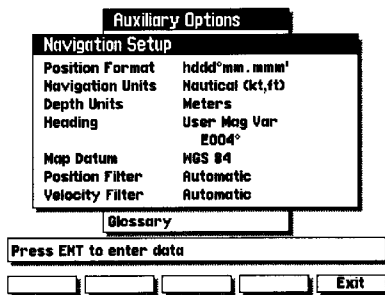 Auxiliary Options
Navigation Setup
Position Format hddd°mm.mmm'
Navigation Units Nautical (kt,ft)
Depth Units Meters
Heading User Mag Var
E004°
Map Datum WGS 84
Position Filter Automatic
Velocity Filter Automatic
Glossary
Press ENT to enter data
Exit